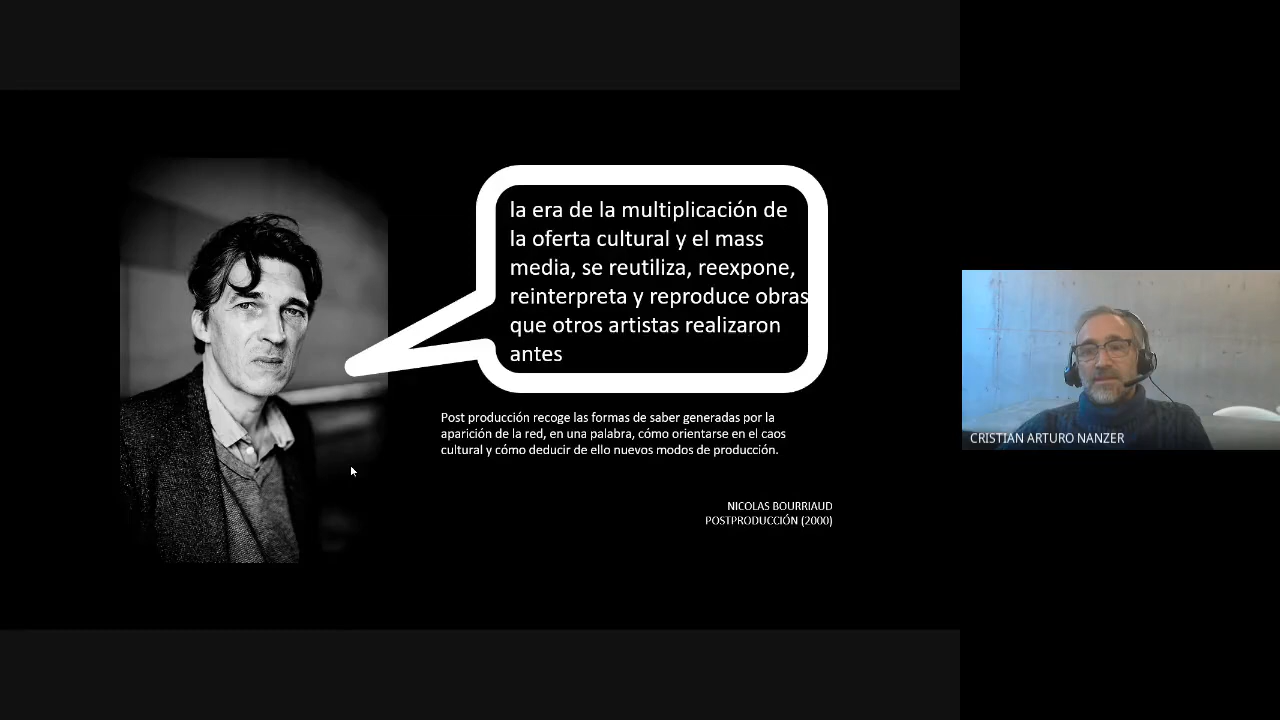 la era de la multiplicación de
la oferta cultural y el mass
media, se reutiliza, reexpone,
reinterpreta y reproduce obras
que otros artistas realizaron
antes
Post producción recoge las formas de saber generadas por la
aparición de la red, en una palabra, cómo orientarse en el caos
cultural y cómo deducir de ello nuevos modos de producción.
NICOLAS BOURRIAUD
POSTPRODUCCIÓN (2000)
CRISTIAN ARTURO NANZER